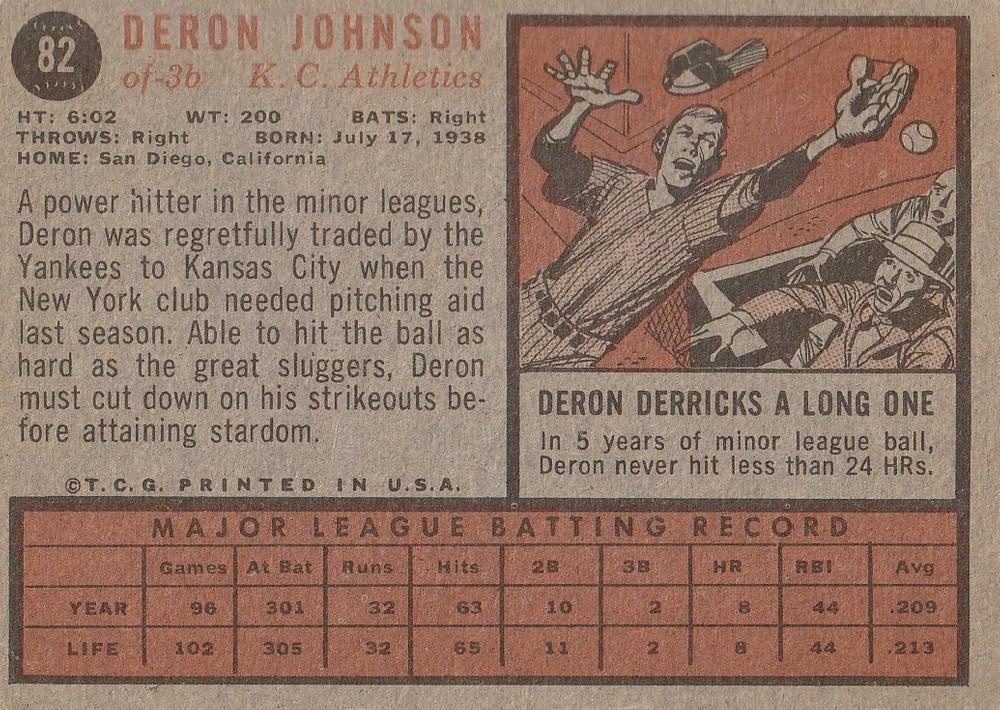 82
DERON JOHNSON
of-3b K. C. Athletics
HT: 6:02 WT: 200 BATS: Right
THROWS: Right BORN: July 17, 1938
HOME: San Diego, California
A power hitter in the minor leagues,
Deron was regretfully traded by the
Yankees to Kansas City when the
New York club needed pitching aid
last season. Able to hit the ball as
hard as the great sluggers, Deron
must cut down on his strikeouts be-
fore attaining stardom.
©T.C.G. PRINTED IN U.S.A.
DERON DERRICKS A LONG ONE
In 5 years of minor league ball,
Deron never hit less than 24 HRs.
MAJOR LEAGUE BATTING RECORD
Games At Bat Runs Hits 2B 3B HR RBI Avg
YEAR 96 301 32 63 10 2 8 44 .209
LIFE 102 305 32 65 11 2 8 44 .213